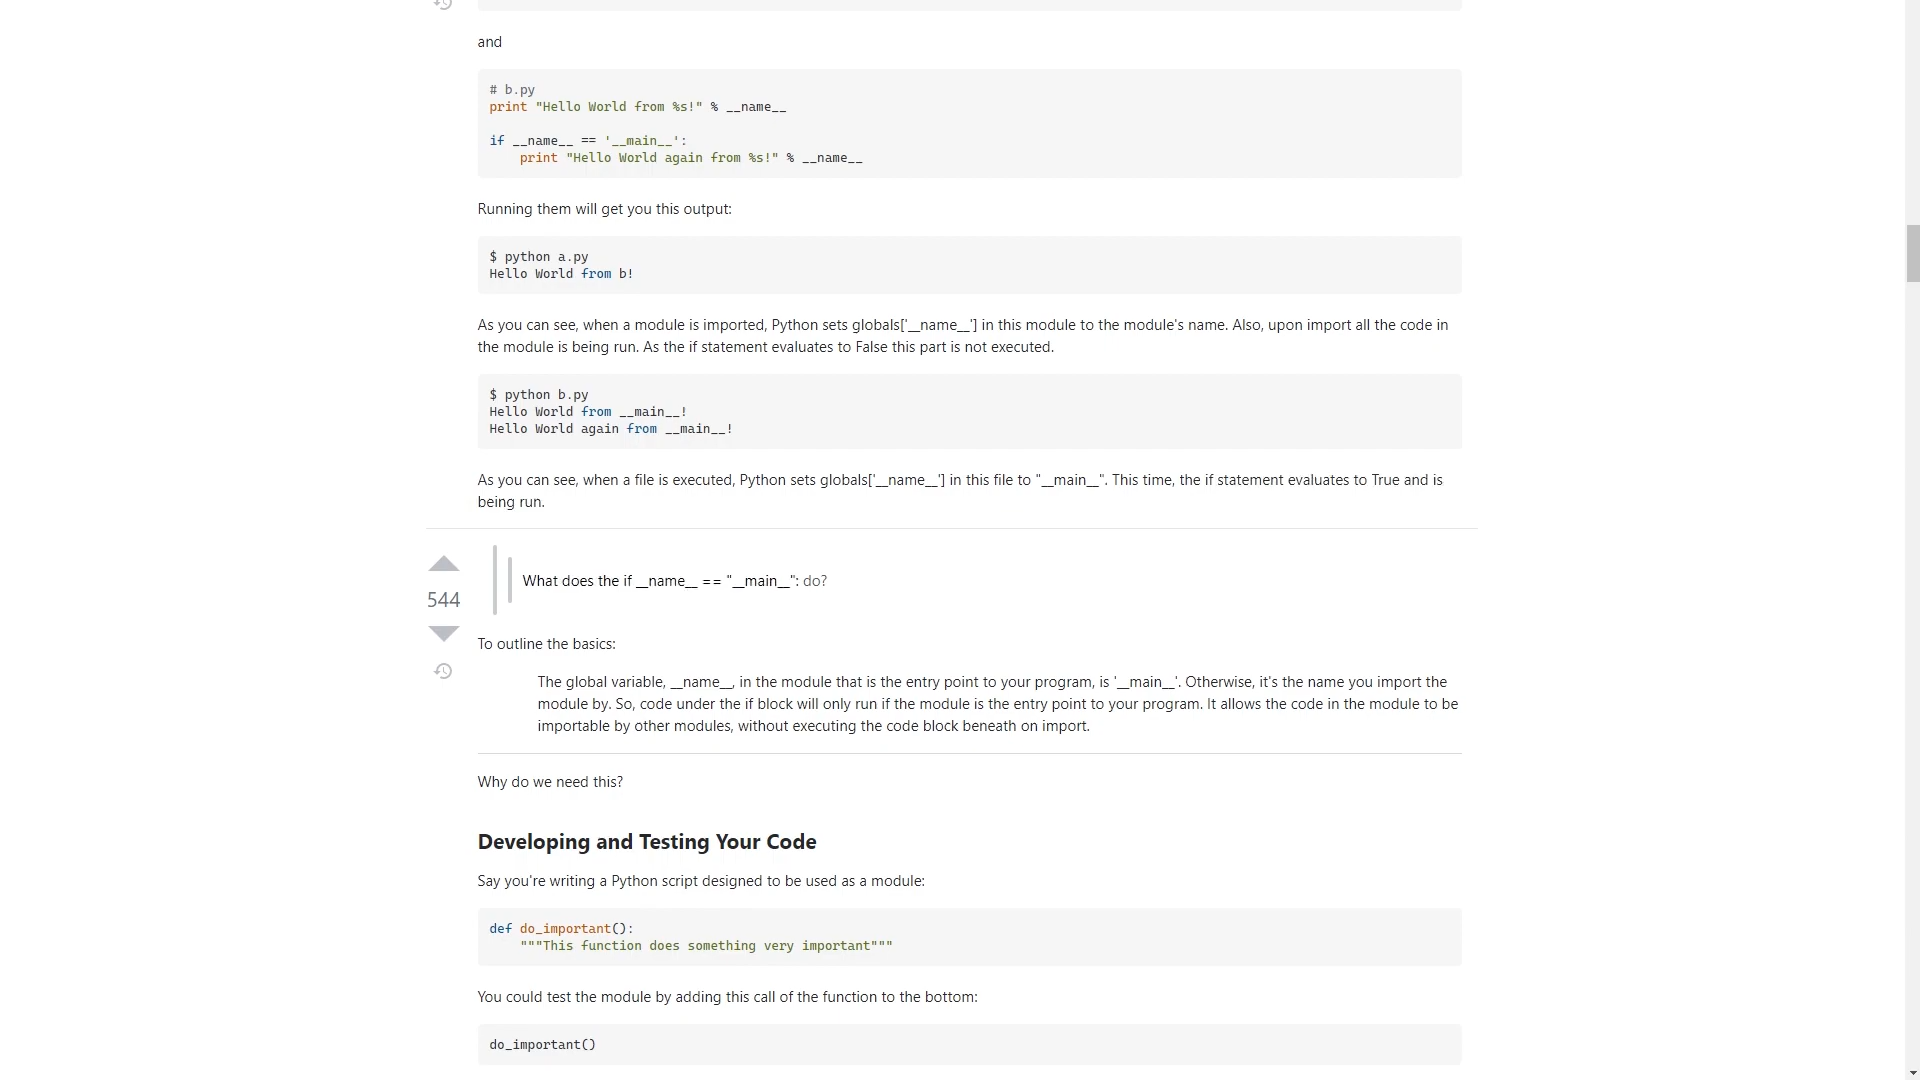 and
# b.py
print "Hello World from %s!" % __name__
if __name__ == '__main__':
    print "Hello World again from %s!" % __name__
Running them will get you this output:
$ python a.py
Hello World from b!
As you can see, when a module is imported, Python sets globals['__name__'] in this module to the module's name. Also, upon import all the code in
the module is being run. As the if statement evaluates to False this part is not executed.
$ python b.py
Hello World from __main__!
Hello World again from __main__!
As you can see, when a file is executed, Python sets globals['__name__'] in this file to "__main__". This time, the if statement evaluates to True and is
being run.
What does the if __name__ == "__main__": do?
544
To outline the basics:
The global variable, __name__, in the module that is the entry point to your program, is '__main__'. Otherwise, it's the name you import the
module by. So, code under the if block will only run if the module is the entry point to your program. It allows the code in the module to be
importable by other modules, without executing the code block beneath on import.
Why do we need this?
Developing and Testing Your Code
Say you're writing a Python script designed to be used as a module:
def do_important():
    """This function does something very important"""
You could test the module by adding this call of the function to the bottom:
do_important()